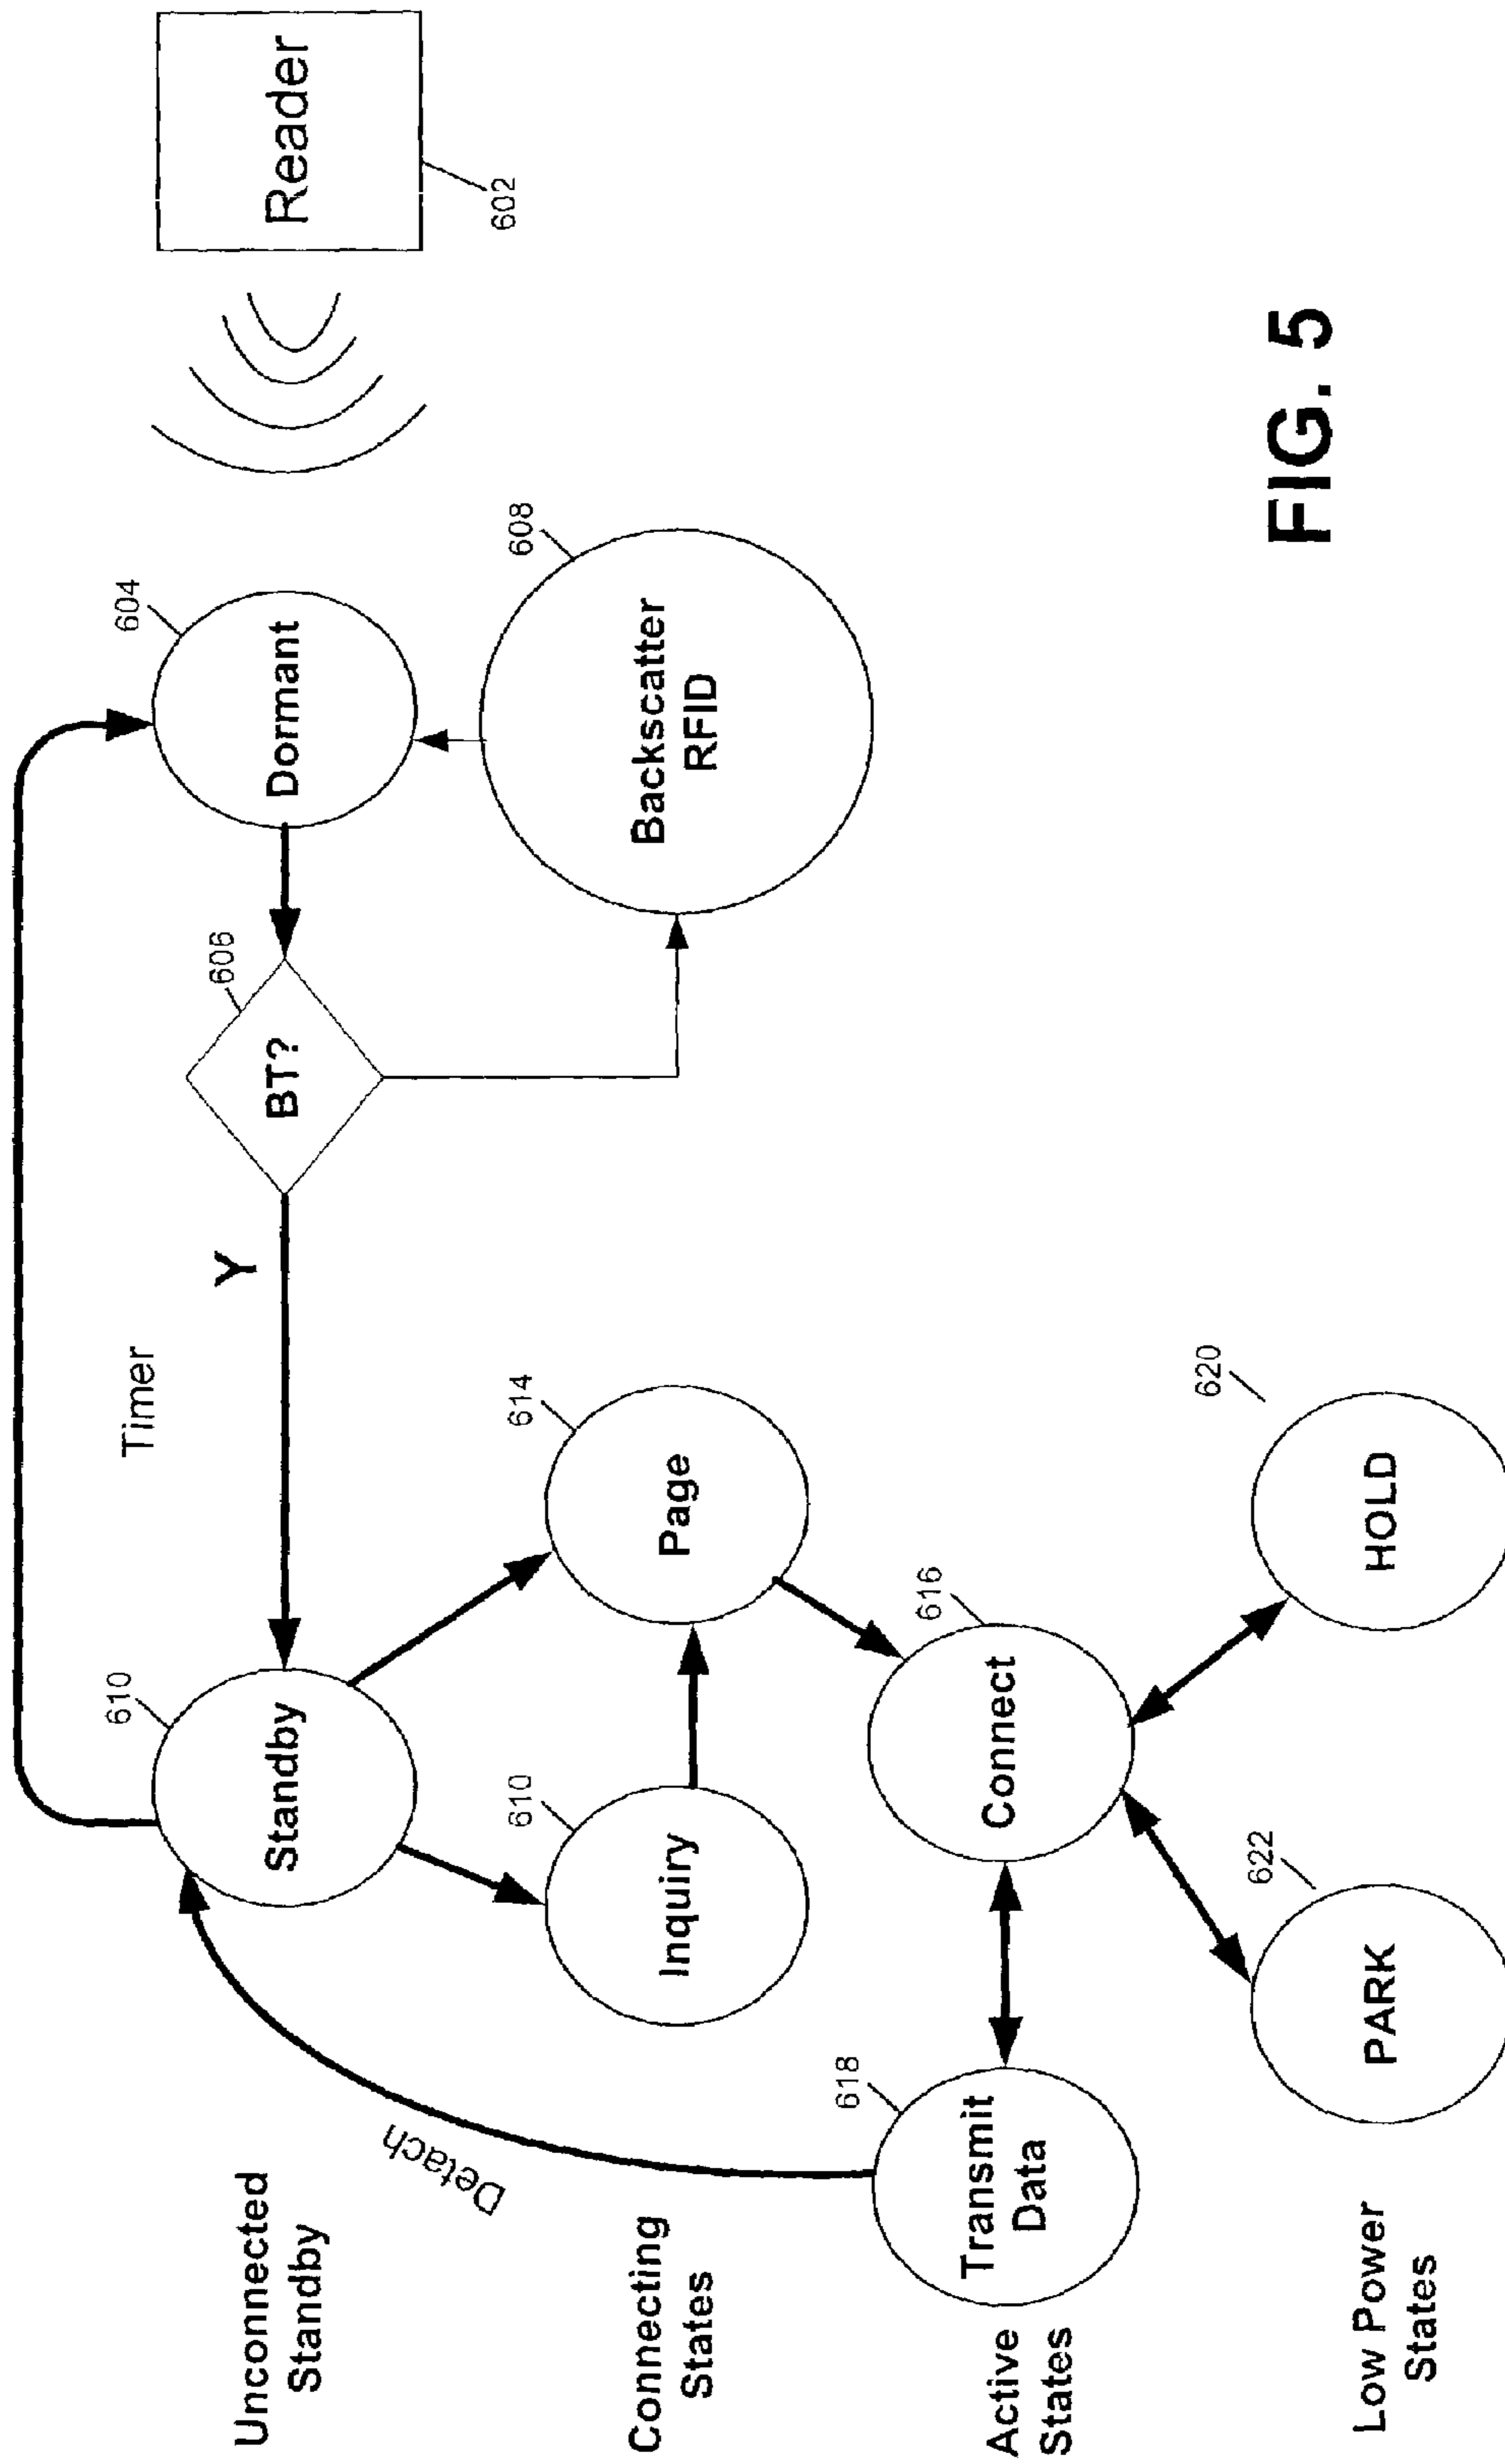 Unconnected
Standby
610
Standby
Detach
Timer
Y
606
BT?
604
Dormant
Reader
602
Connecting
States
610
Inquiry
614
Page
608
Backscatter
RFID
Active
States
618
Transmit
Data
616
Connect
Low Power
States
622
PARK
620
HOLD
FIG. 5